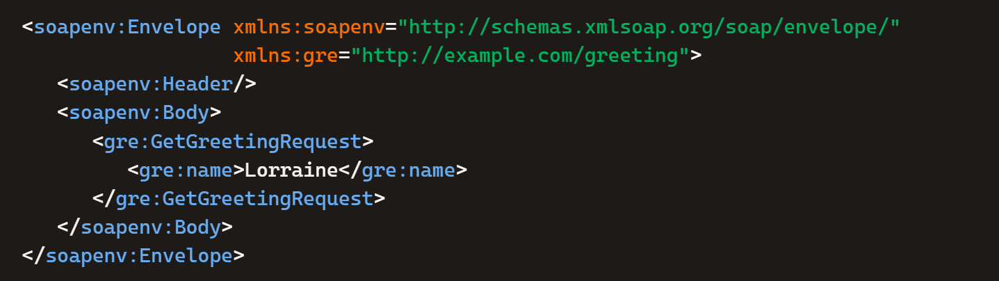 <soapenv:Envelope xmlns:soapenv="http://schemas.xmlsoap.org/soap/envelope/"
                  xmlns:gre="http://example.com/greeting">
   <soapenv:Header/>
   <soapenv:Body>
      <gre:GetGreetingRequest>
         <gre:name>Lorraine</gre:name>
      </gre:GetGreetingRequest>
   </soapenv:Body>
</soapenv:Envelope>